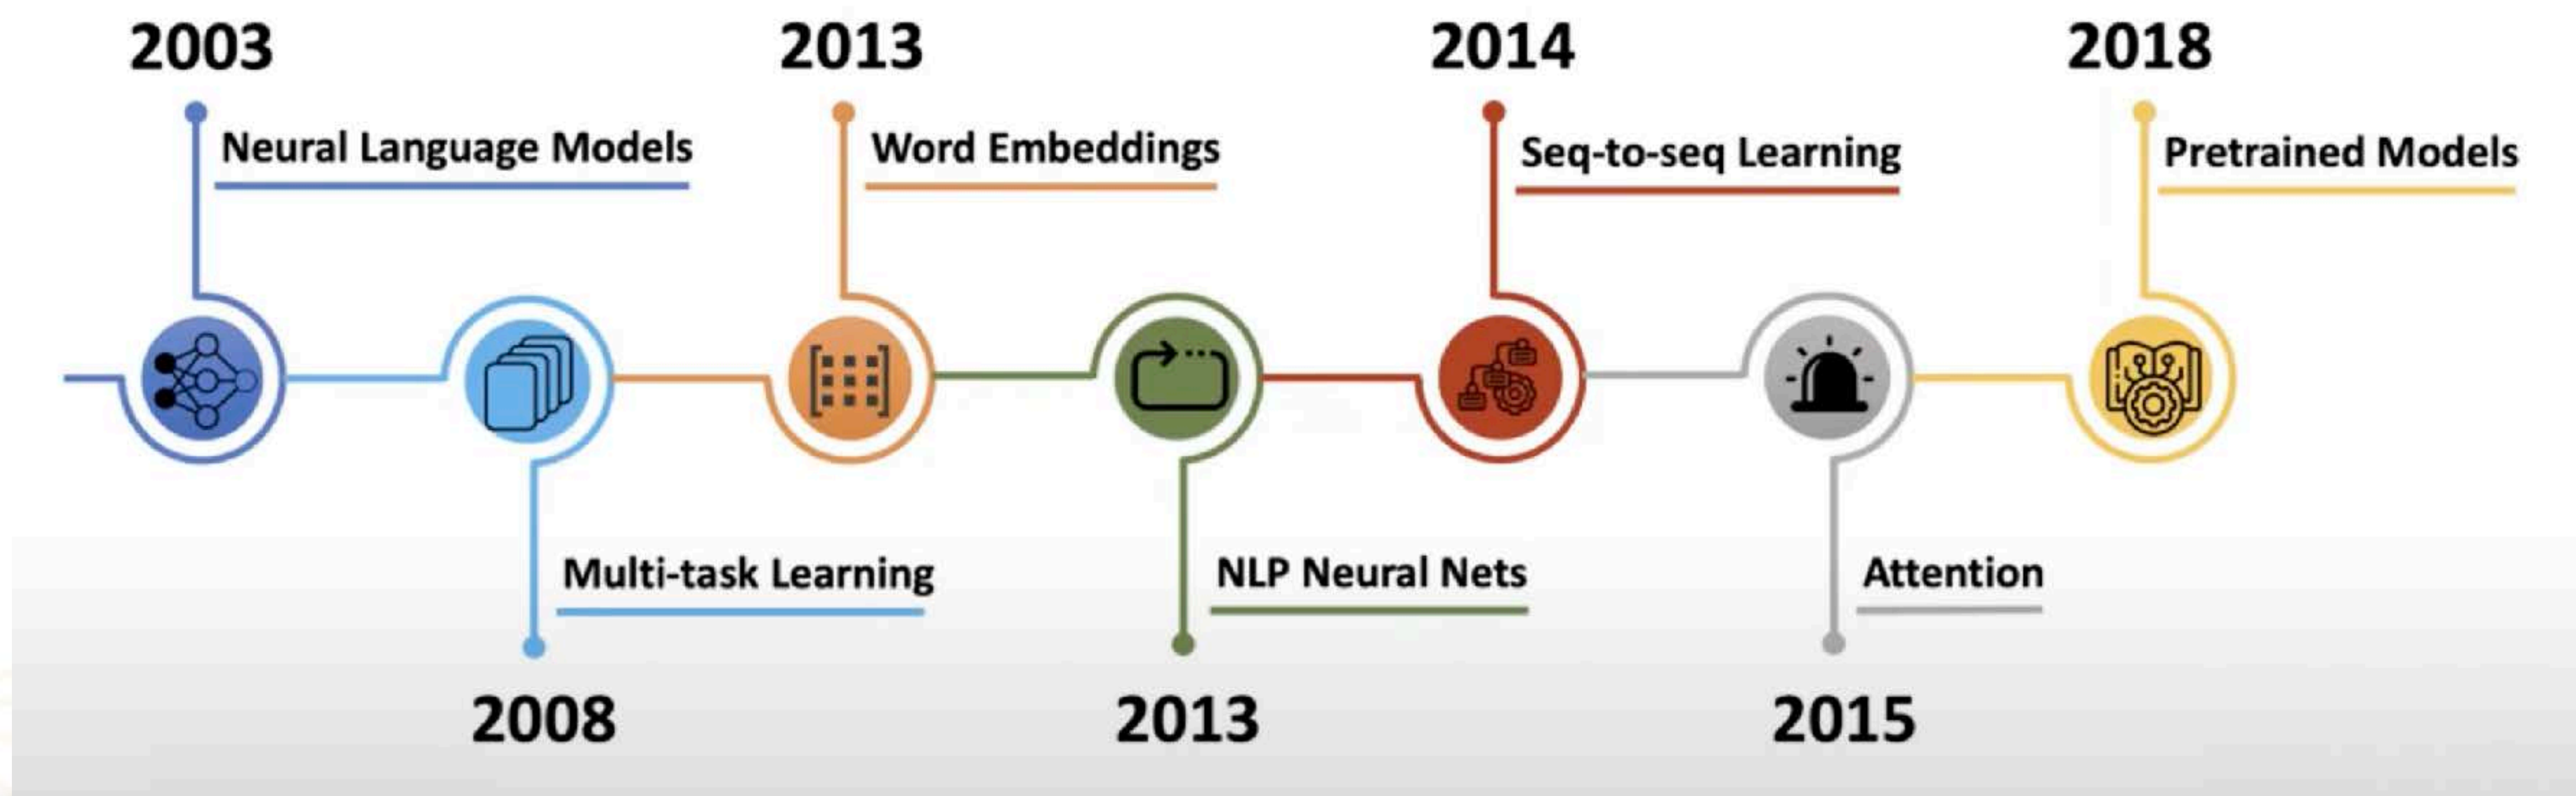 2003
Neural Language Models
2008
Multi-task Learning
2013
Word Embeddings
2013
NLP Neural Nets
2014
Seq-to-seq Learning
2015
Attention
2018
Pretrained Models